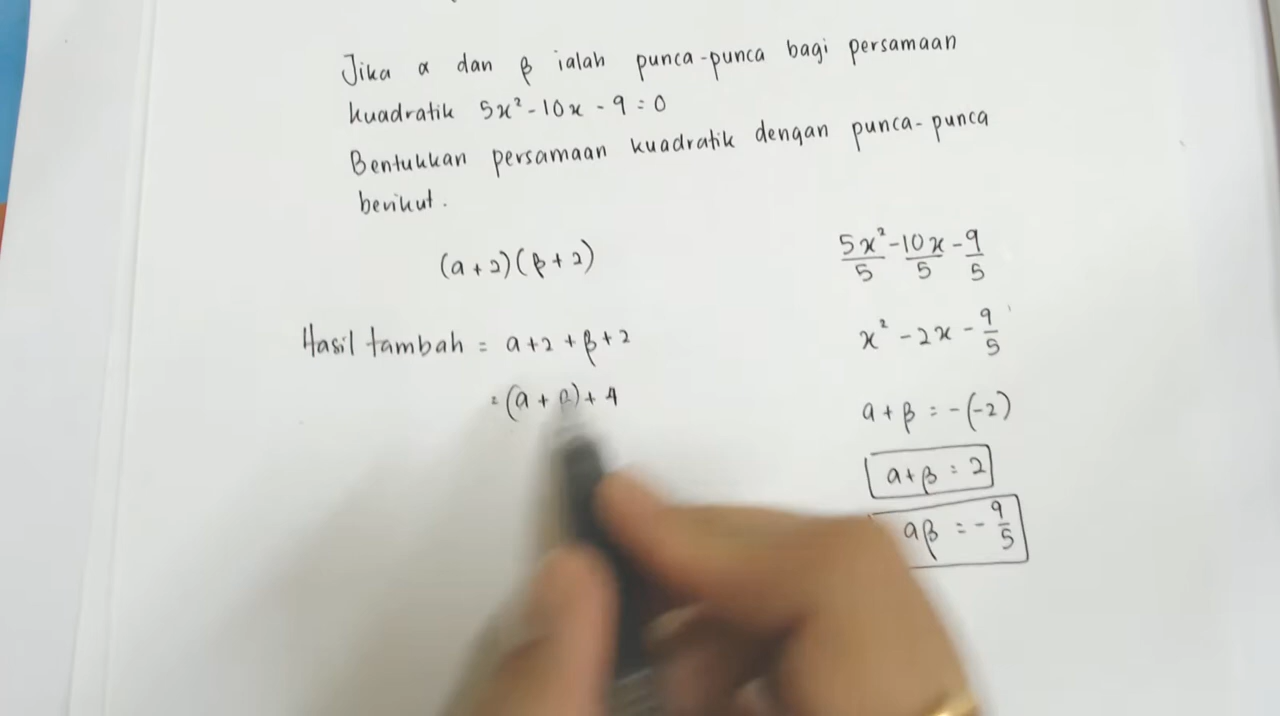 Jika α dan β ialah punca-punca bagi persamaan
kuadratik 5x² - 10x - 9 = 0
Bentukkan persamaan kuadratik dengan punca-punca
berikut.
(α + 2)(β + 2)
Hasil tambah = α + 2 + β + 2
= (α + β) + 4
5x²/5 - 10x/5 - 9/5
x² - 2x - 9/5
α + β = -(-2)
α + β = 2
αβ = - 9/5